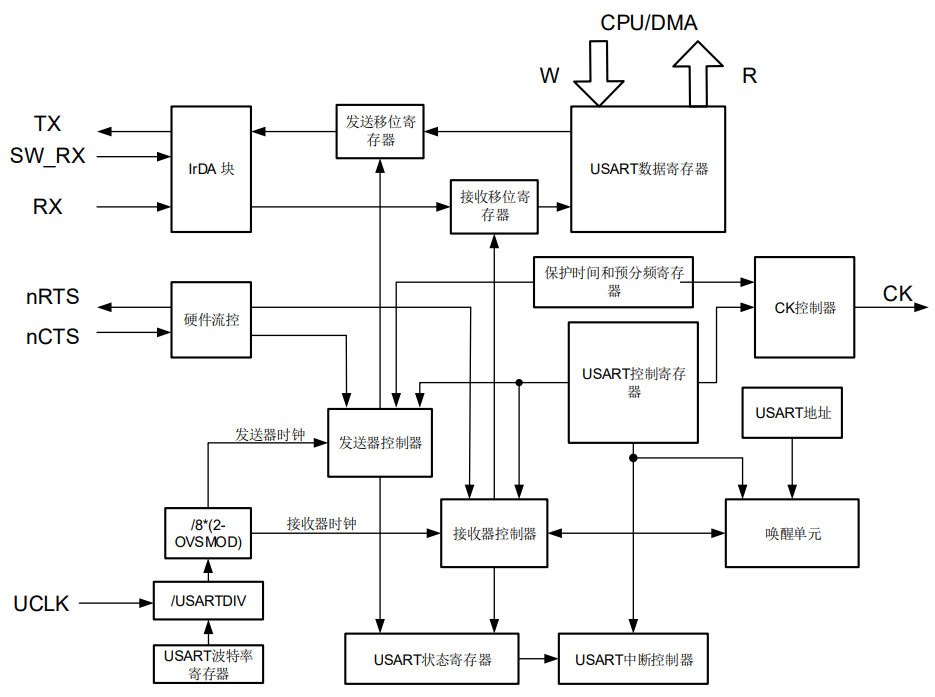 CPU/DMA
W
R
TX
SW_RX
RX
IrDA 块
发送移位寄
存器
USART数据寄存器
接收移位寄
存器
nRTS
nCTS
硬件流控
保护时间和预分频寄存
器
CK控制器
CK
USART控制寄存
器
USART地址
发送器时钟
发送器控制器
/8*(2-
OVSMOD)
接收器时钟
接收器控制器
唤醒单元
UCLK
/USARTDIV
USART波特率
寄存器
USART状态寄存器
USART中断控制器